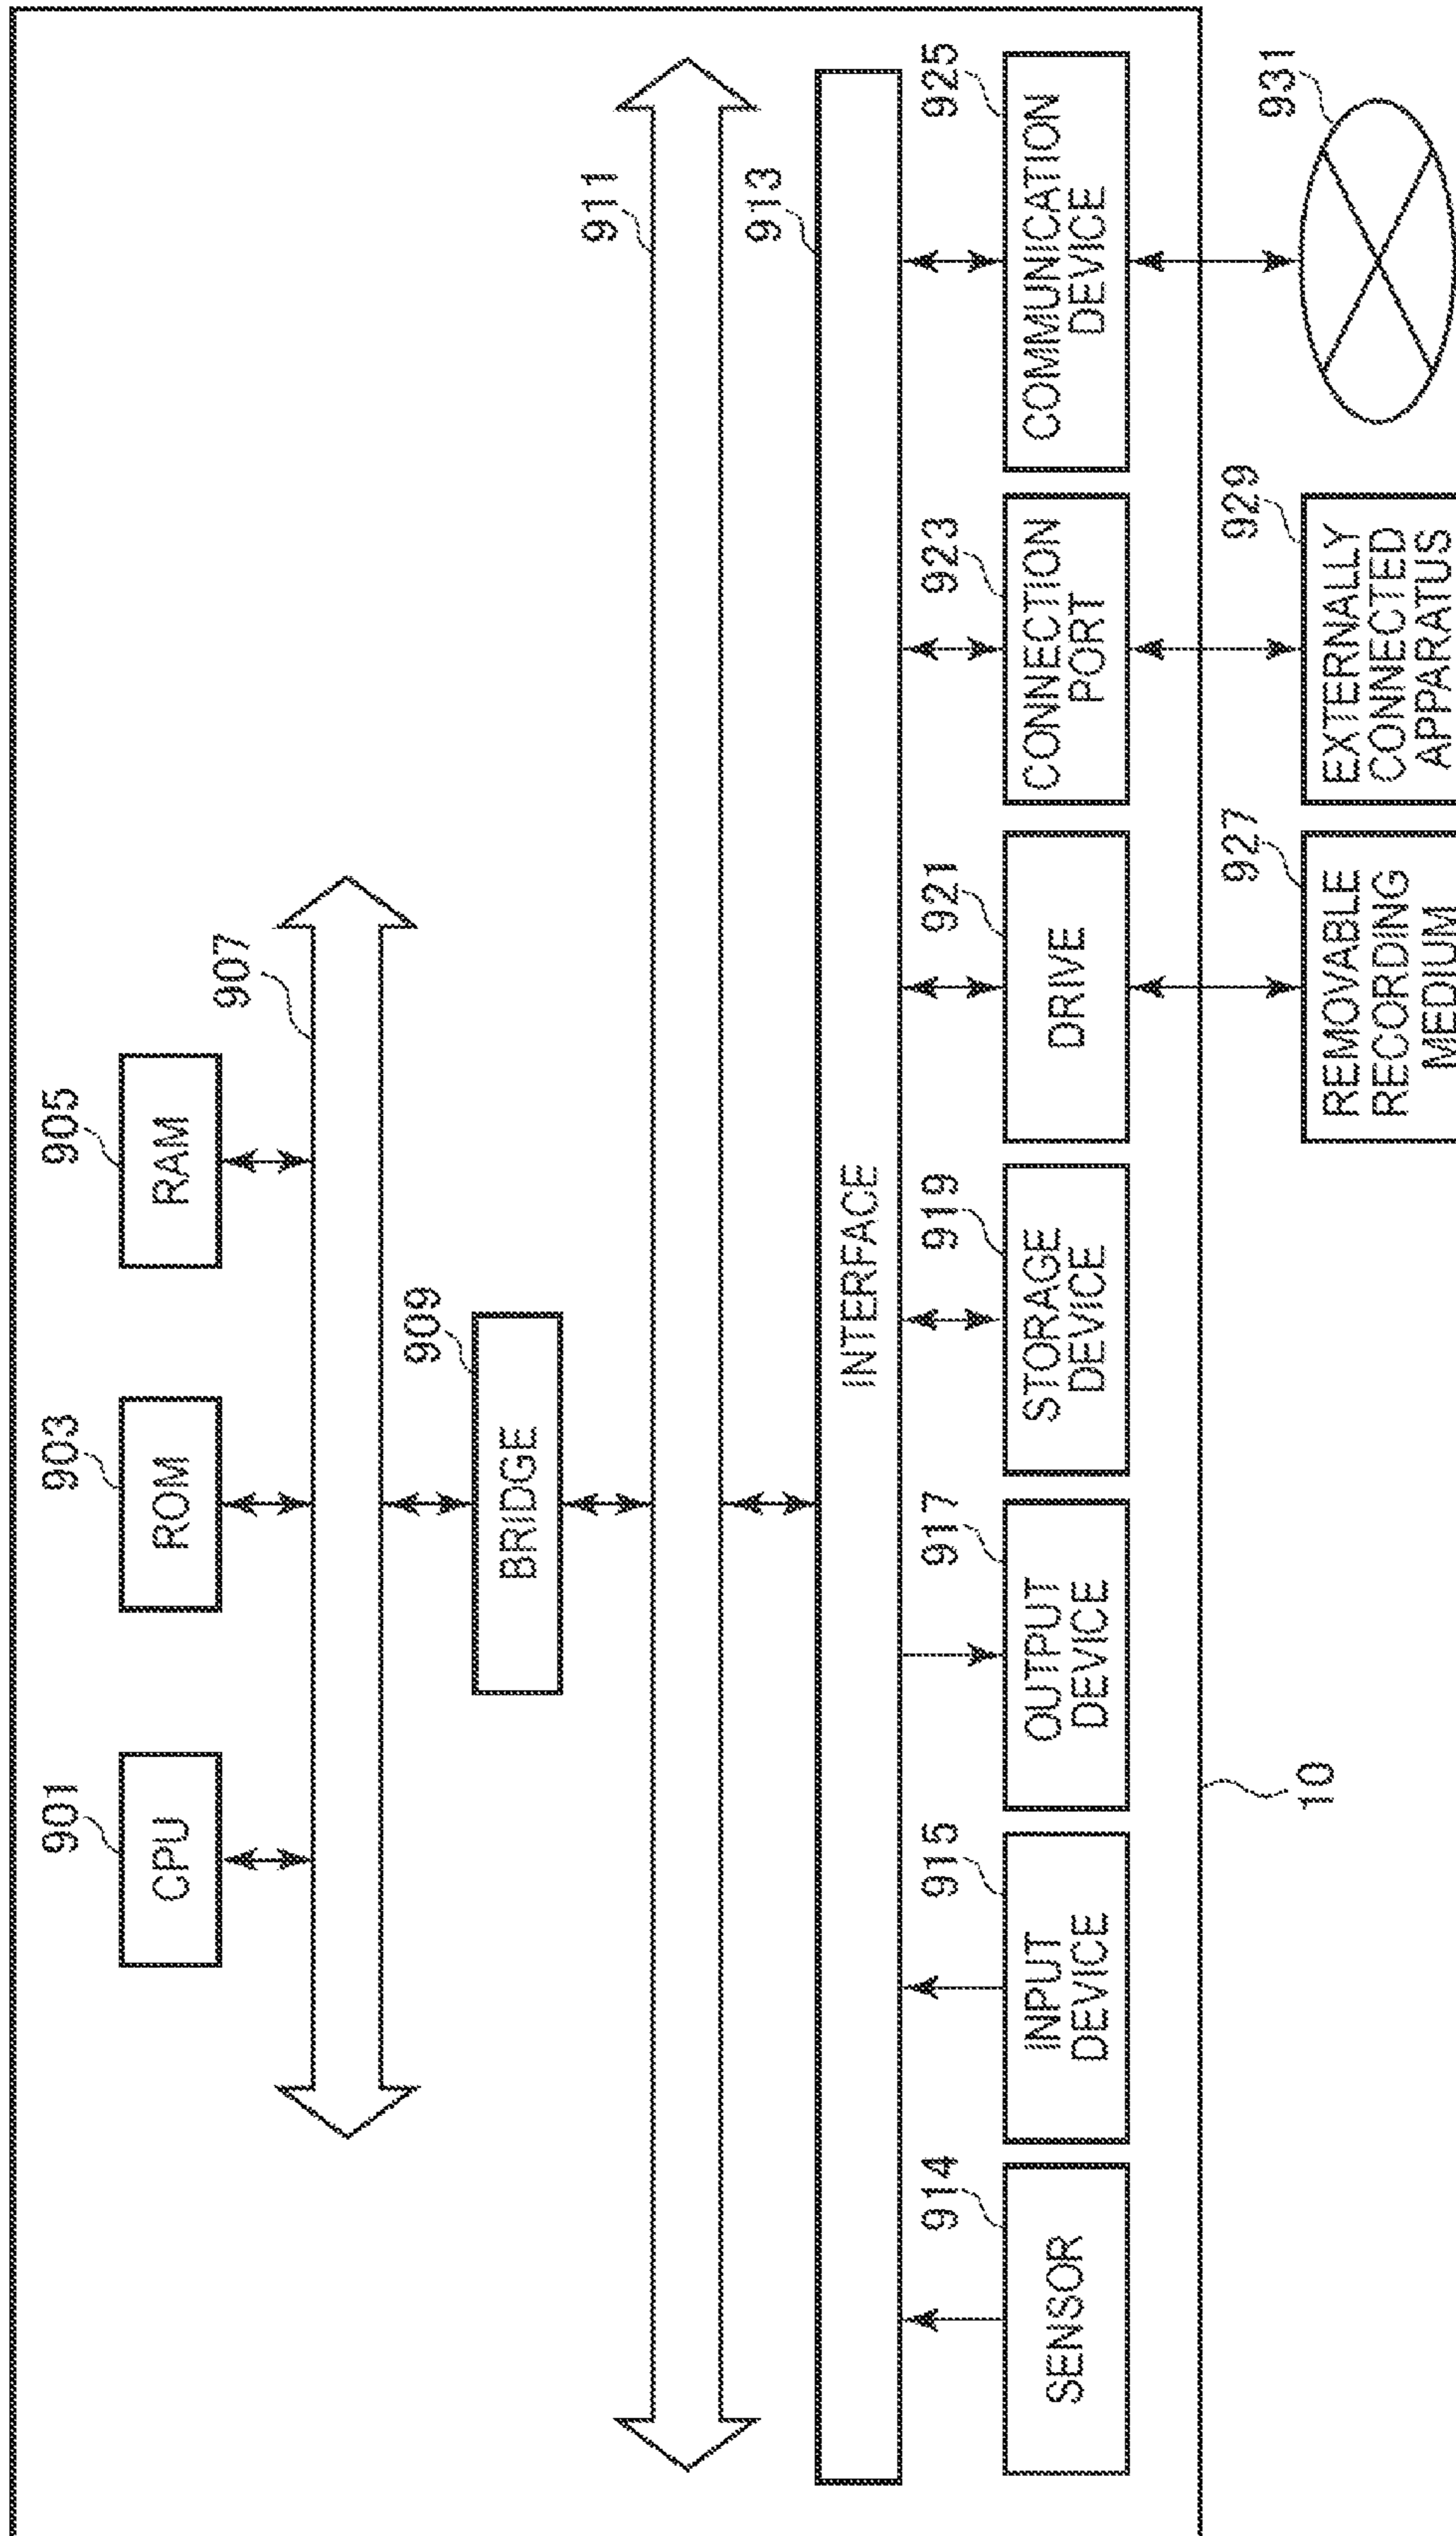 901
CPU
903
ROM
905
RAM
907
909
BRIDGE
911
913
INTERFACE
914
SENSOR
915
INPUT
DEVICE
917
OUTPUT
DEVICE
919
STORAGE
DEVICE
921
DRIVE
923
CONNECTION
PORT
925
COMMUNICATION
DEVICE
10
927
REMOVABLE
RECORDING
MEDIUM
929
EXTERNALLY
CONNECTED
APPARATUS
931